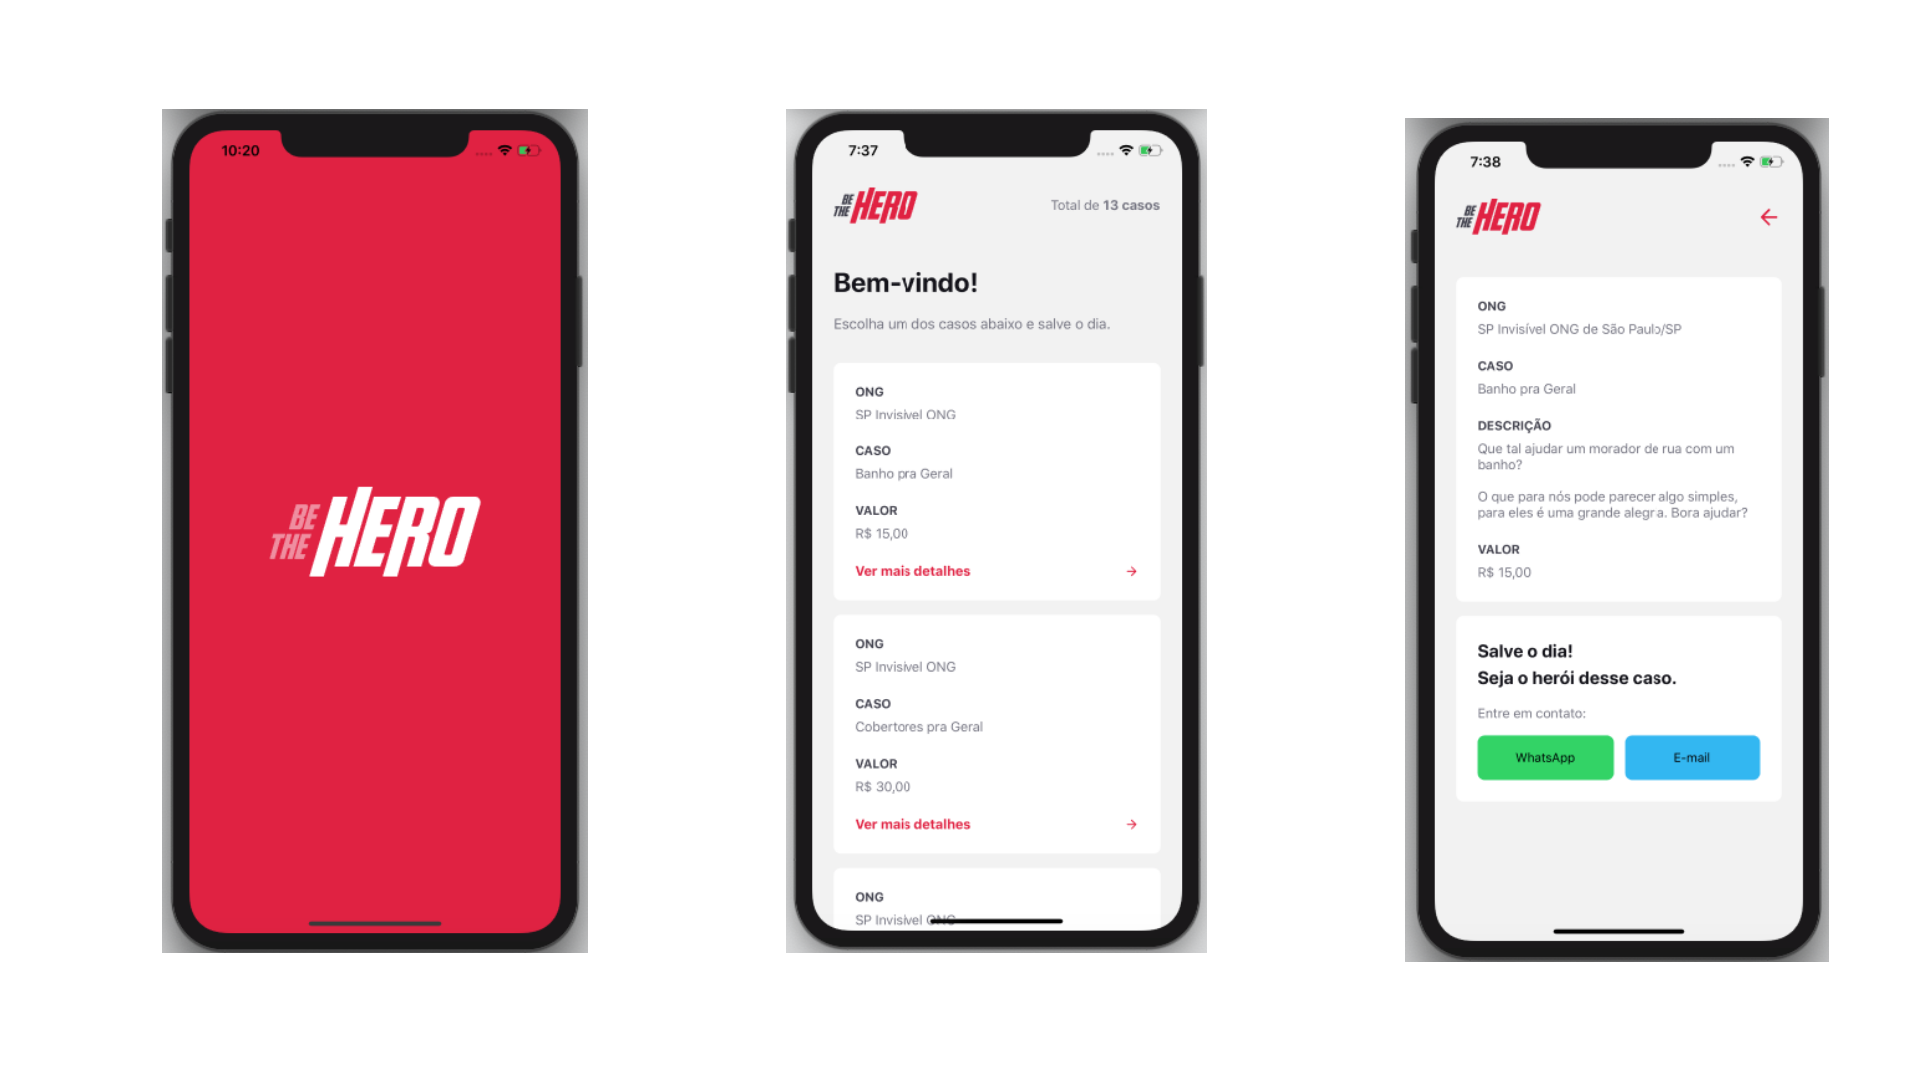 10:20
BE
THE HERO
7:37
BE
THE HERO
Total de 13 casos
Bem-vindo!
Escolha um dos casos abaixo e salve o dia.
ONG
SP Invisível ONG
CASO
Banho pra Geral
VALOR
R$ 15,00
Ver mais detalhes
ONG
SP Invisível ONG
CASO
Cobertores pra Geral
VALOR
R$ 30,00
Ver mais detalhes
ONG
SP Invisível ONG
7:38
BE
THE HERO
ONG
SP Invisível ONG de São Paulo/SP
CASO
Banho pra Geral
DESCRIÇÃO
Que tal ajudar um morador de rua com um
banho?
O que para nós pode parecer algo simples,
para eles é uma grande alegra. Bora ajudar?
VALOR
R$ 15,00
Salve o dia!
Seja o herói desse caso.
Entre em contato:
WhatsApp
E-mail